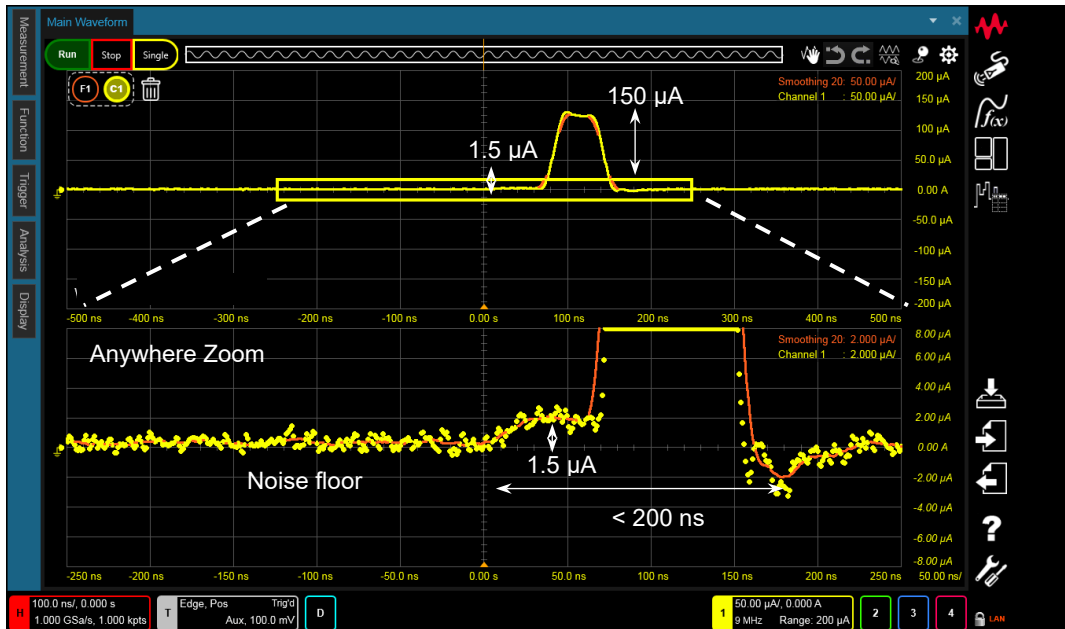 Main Waveform
Measurement
Function
Trigger
Analysis
Display
Run Stop Single
F1 C1
Smoothing 20: 50.00 µA/
Channel 1 : 50.00 µA/
200 µA
150 µA
100 µA
50.0 µA
0.00 A
-50.0 µA
-100 µA
-150 µA
-200 µA
150 µA
1.5 µA
-500 ns -400 ns -300 ns -200 ns -100 ns 0.00 s 100 ns 200 ns 300 ns 400 ns 500 ns
Anywhere Zoom
Smoothing 20: 2.000 µA/
Channel 1 : 2.000 µA/
8.00 µA
6.00 µA
4.00 µA
2.00 µA
0.00 A
-2.00 µA
-4.00 µA
-6.00 µA
-8.00 µA
1.5 µA
Noise floor
< 200 ns
-250 ns -200 ns -150 ns -100 ns -50.0 ns 0.00 s 50.0 ns 100 ns 150 ns 200 ns 250 ns 50.00 ns/
f(x)
?
H 100.0 ns/, 0.000 s
1.000 GSa/s, 1.000 kpts
T Edge, Pos Trig'd
Aux, 100.0 mV
D
1 50.00 µA/, 0.000 A
9 MHz Range: 200 µA
2 3 4
LAN